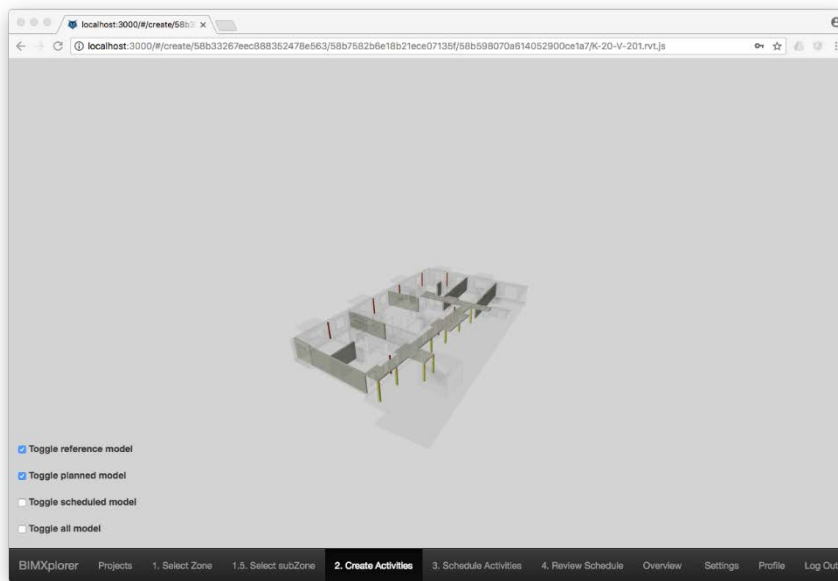 localhost:3000/#/create/58b3
localhost:3000/#/create/58b33267eec888352478e563/58b7582b6e18b21ece07135f/58b598070a614052900ce1a7/K-20-V-201.rvt.js
Toggle reference model
Toggle planned model
Toggle scheduled model
Toggle all model
BIMXplorer Projects 1. Select Zone 1.5. Select subZone 2. Create Activities 3. Schedule Activities 4. Review Schedule Overview Settings Profile Log Out